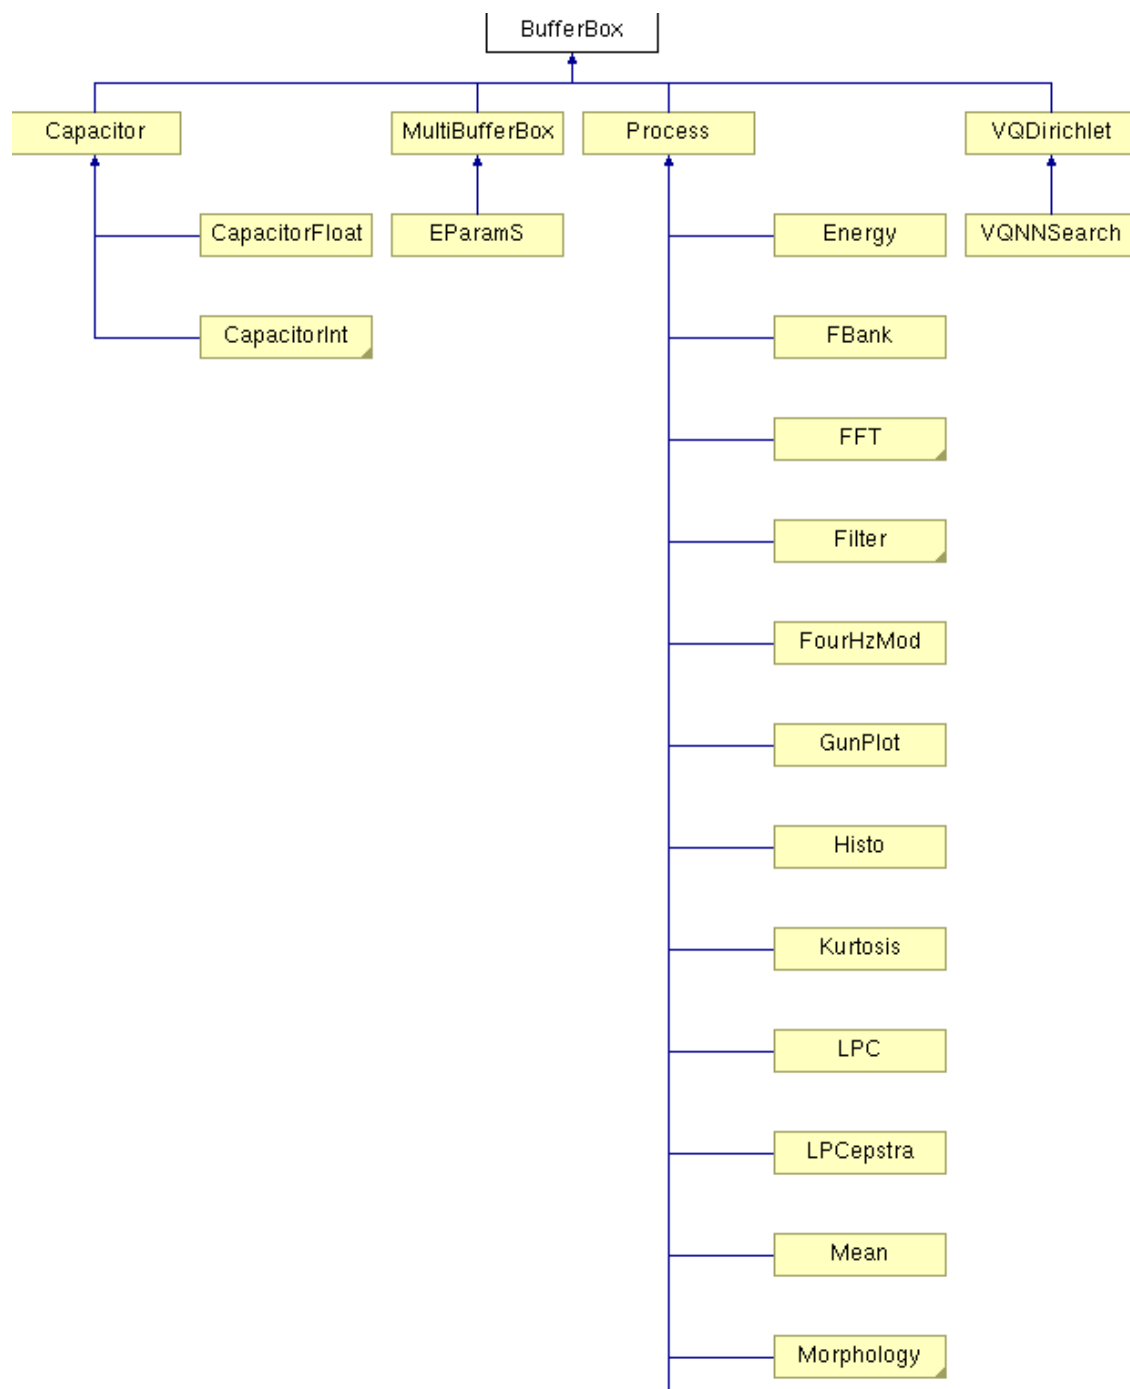 BufferBox
Capacitor
MultiBufferBox
Process
VQDirichlet
CapacitorFloat
EParamS
Energy
VQNNSearch
CapacitorInt
FBank
FFT
Filter
FourHzMod
GunPlot
Histo
Kurtosis
LPC
LPCepstra
Mean
Morphology